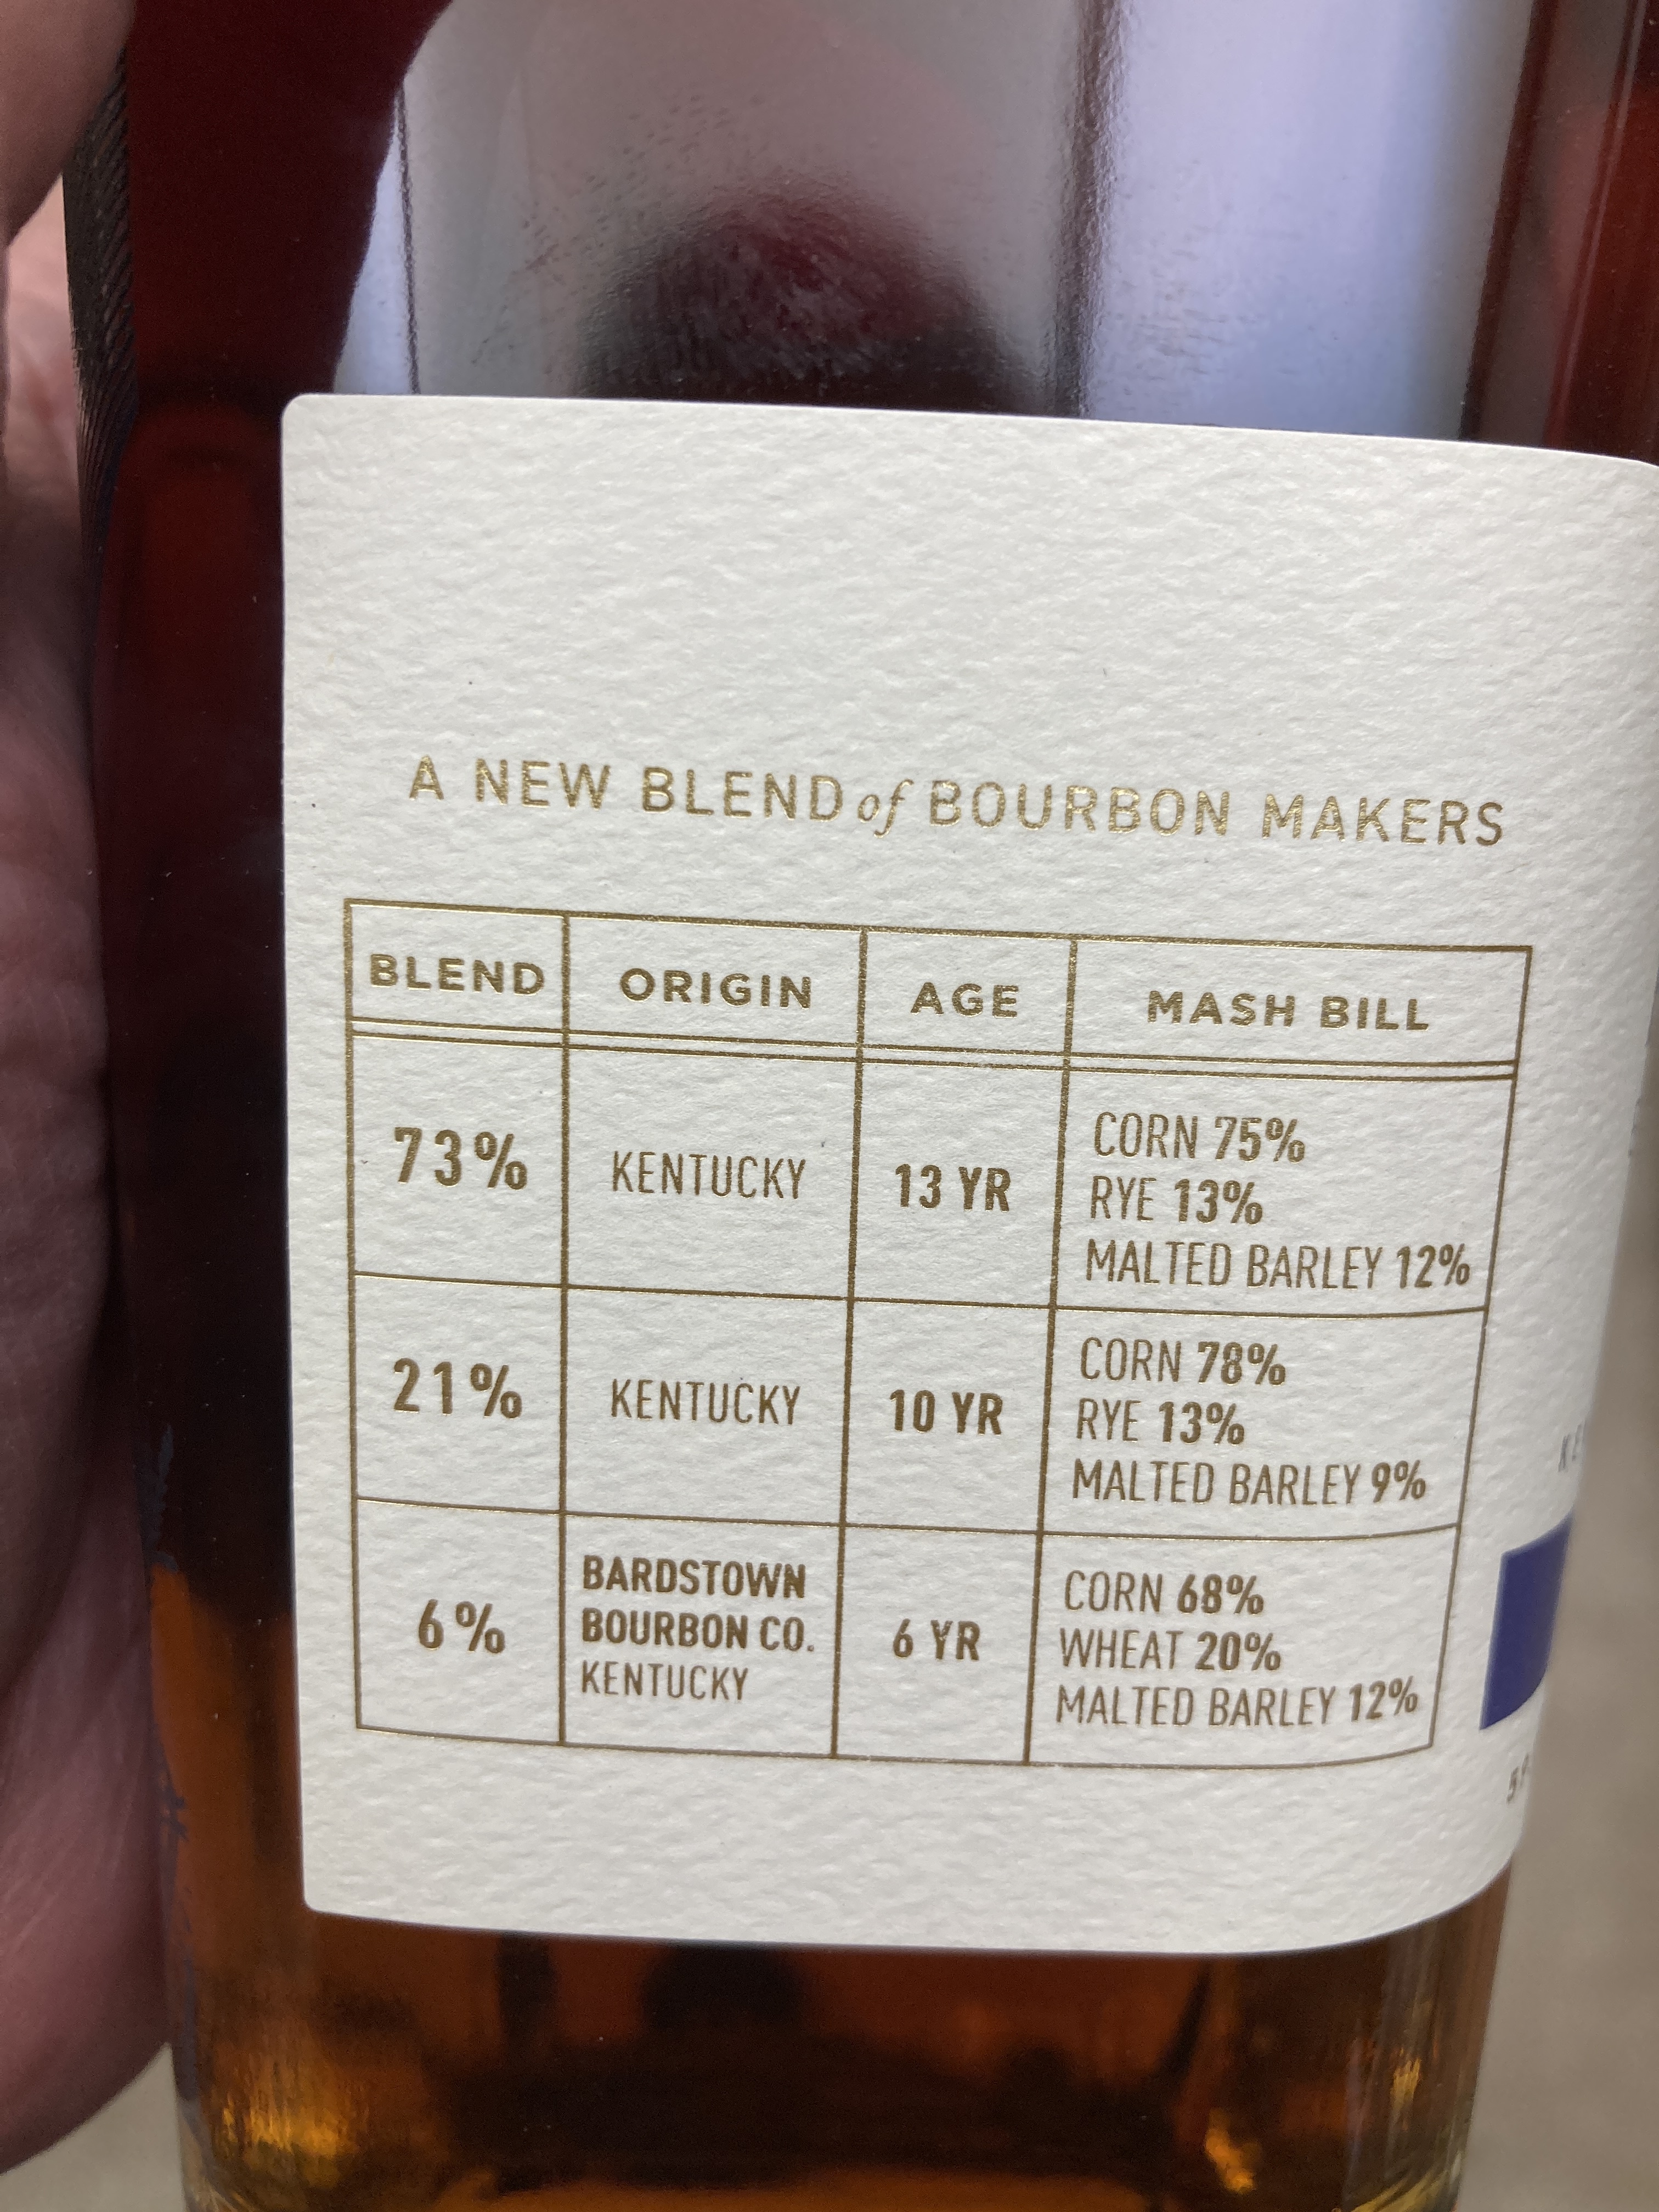 A NEW BLEND of BOURBON MAKERS
BLEND ORIGIN AGE MASH BILL
73% KENTUCKY 13 YR
CORN 75%
RYE 13%
MALTED BARLEY 12%
21% KENTUCKY 10 YR
CORN 78%
RYE 13%
MALTED BARLEY 9%
6%
BARDSTOWN
BOURBON CO.
KENTUCKY
6 YR
CORN 68%
WHEAT 20%
MALTED BARLEY 12%